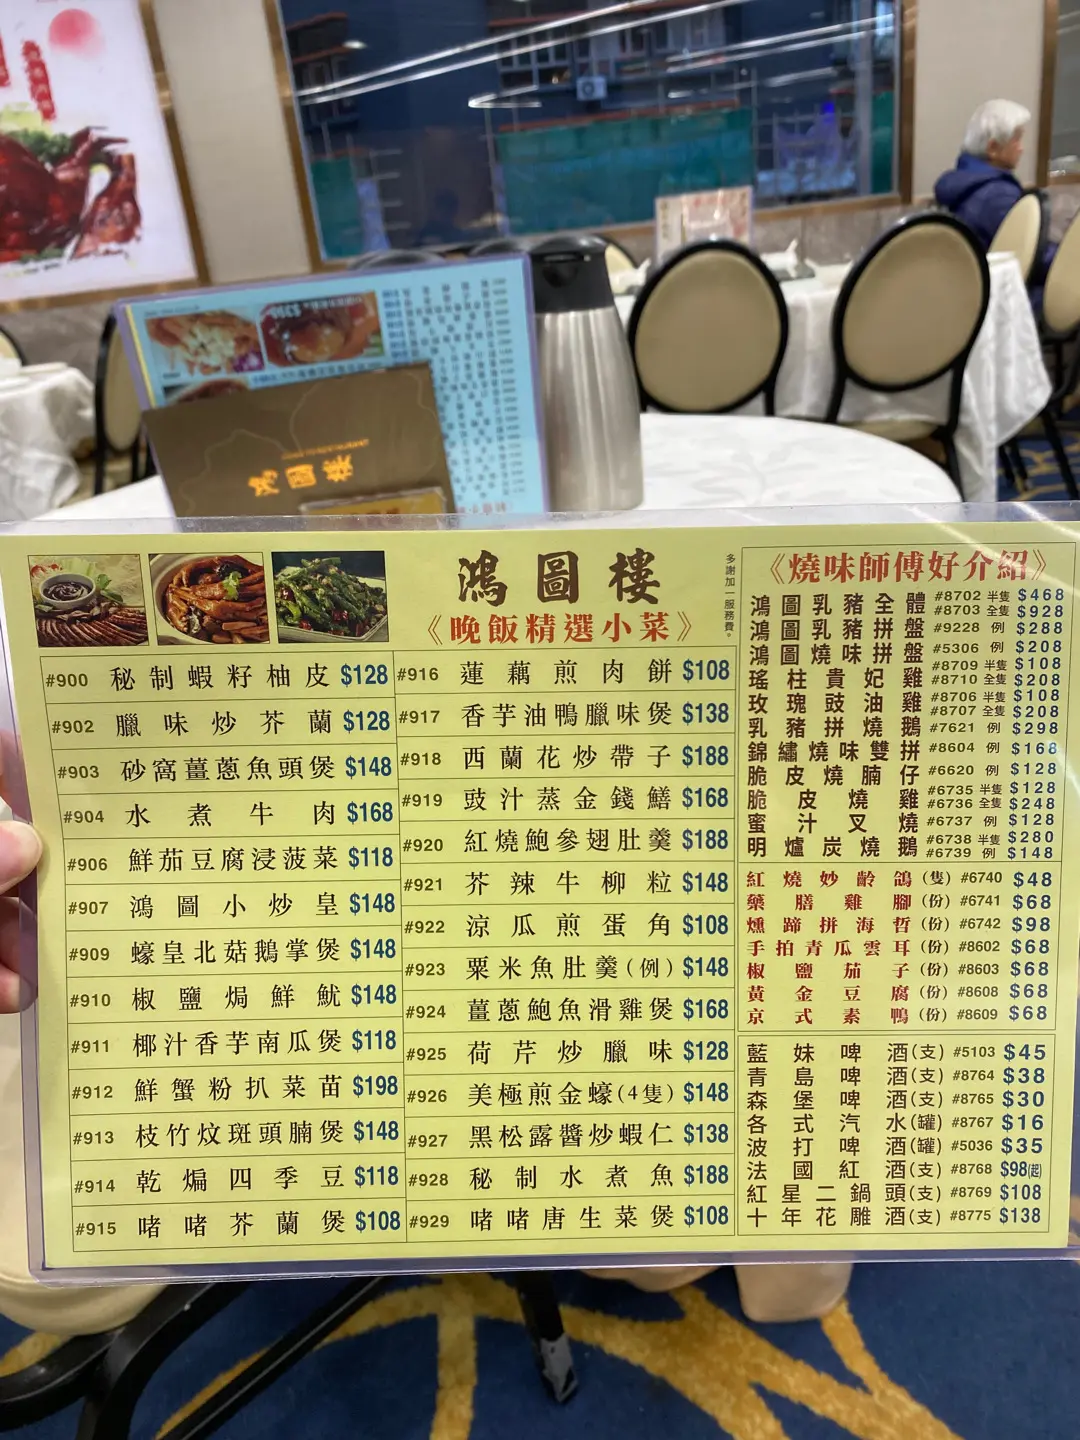 鴻圖樓
鴻圖樓
《晚飯精選小菜》
多謝加一服務費。
#900 秘制蝦籽柚皮 $128
#902 臘味炒芥蘭 $128
#903 砂窩薑蔥魚頭煲 $148
#904 水煮牛肉 $168
#906 鮮茄豆腐浸菠菜 $118
#907 鴻圖小炒皇 $148
#909 蠔皇北菇鵝掌煲 $148
#910 椒鹽焗鮮魷 $148
#911 椰汁香芋南瓜煲 $118
#912 鮮蟹粉扒菜苗 $198
#913 枝竹炆斑頭腩煲 $148
#914 乾煸四季豆 $118
#915 啫啫芥蘭煲 $108
#916 蓮藕煎肉餅 $108
#917 香芋油鴨臘味煲 $138
#918 西蘭花炒帶子 $188
#919 豉汁蒸金錢鱔 $168
#920 紅燒鮑參翅肚羹 $188
#921 芥辣牛柳粒 $148
#922 涼瓜煎蛋角 $108
#923 粟米魚肚羹(例) $148
#924 薑蔥鮑魚滑雞煲 $168
#925 荷芹炒臘味 $128
#926 美極煎金蠔(4隻) $148
#927 黑松露醬炒蝦仁 $138
#928 秘制水煮魚 $188
#929 啫啫唐生菜煲 $108
《燒味師傅好介紹》
鴻圖乳豬全體 #8702 半隻 $468
#8703 全隻 $928
鴻圖乳豬拼盤 #9228 例 $288
鴻圖燒味拼盤 #5306 例 $208
瑤柱貴妃雞 #8709 半隻 $108
#8710 全隻 $208
玫瑰豉油雞 #8706 半隻 $108
#8707 全隻 $208
乳豬拼燒鵝 #7621 例 $298
錦繡燒味雙拼 #8604 例 $168
脆皮燒腩仔 #6620 例 $128
脆皮燒雞 #6735 半隻 $128
#6736 全隻 $248
蜜汁叉燒 #6737 例 $128
明爐炭燒鵝 #6738 半隻 $280
#6739 例 $148
紅燒妙齡鴿(隻) #6740 $48
藥膳雞腳(份) #6741 $68
燻蹄拼海哲(份) #6742 $98
手拍青瓜雲耳(份) #8602 $68
椒鹽茄子(份) #8603 $68
黃金豆腐(份) #8608 $68
京式素鴨(份) #8609 $68
藍妹啤酒(支) #5103 $45
青島啤酒(支) #8764 $38
森堡啤酒(支) #8765 $30
各式汽水(罐) #8767 $16
波打啤酒(罐) #5036 $35
法國紅酒(支) #8768 $98(起)
紅星二鍋頭(支) #8769 $108
十年花雕酒(支) #8775 $138